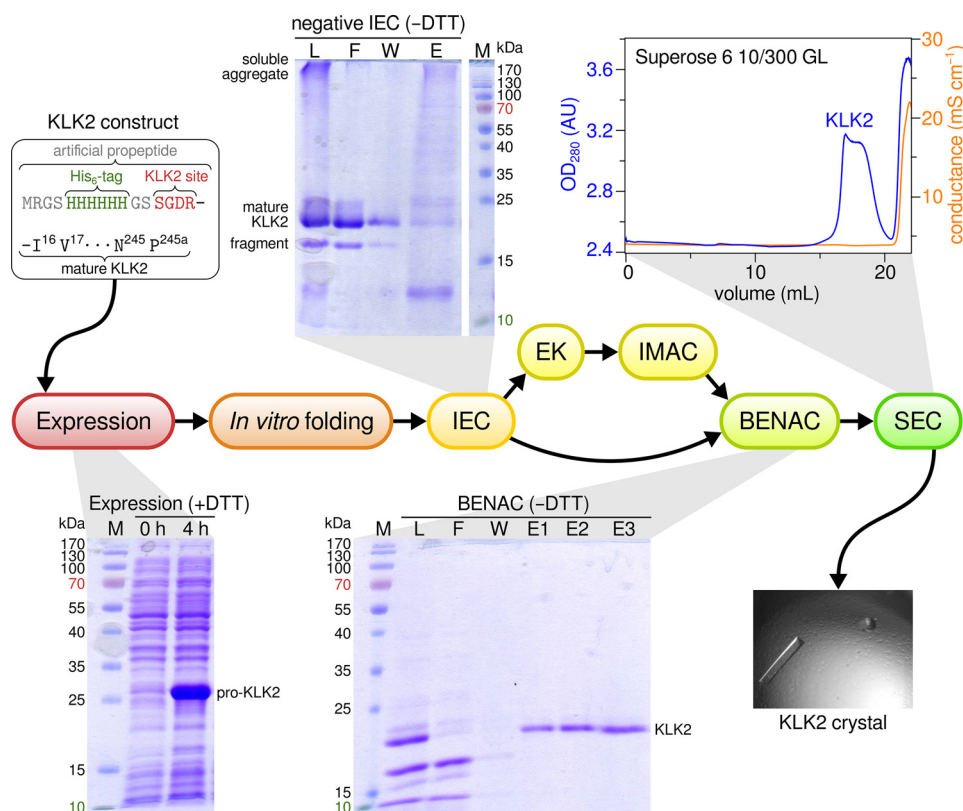 negative IEC (−DTT)
L F W E M kDa
soluble
aggregate
170
130
100
70
55
40
35
25
15
10
mature
KLK2
fragment
KLK2 construct
artificial propeptide
His6-tag KLK2 site
MRGSHHHHHHGSSGDR-
-I16 V17··· N245 P245a
mature KLK2
Superose 6 10/300 GL
KLK2
OD280 (AU)
3.6
3.2
2.8
2.4
conductance (mS cm−1)
30
20
10
0 10 20
volume (mL)
EK IMAC
Expression In vitro folding IEC BENAC SEC
Expression (+DTT)
kDa M 0 h 4 h
170
130
100
70
55
40
35
25
15
10
pro-KLK2
BENAC (−DTT)
kDa M L F W E1 E2 E3
170
130
100
70
55
40
35
25
15
10
KLK2
KLK2 crystal